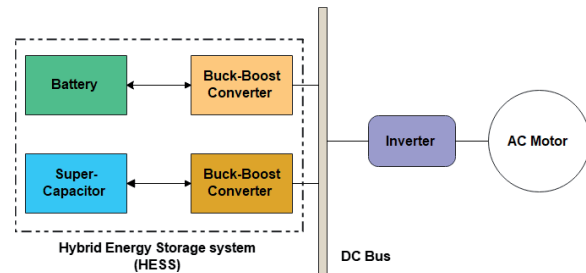 Battery
Buck-Boost
Converter
Super-
Capacitor
Buck-Boost
Converter
Inverter
AC Motor
Hybrid Energy Storage system
(HESS)
DC Bus